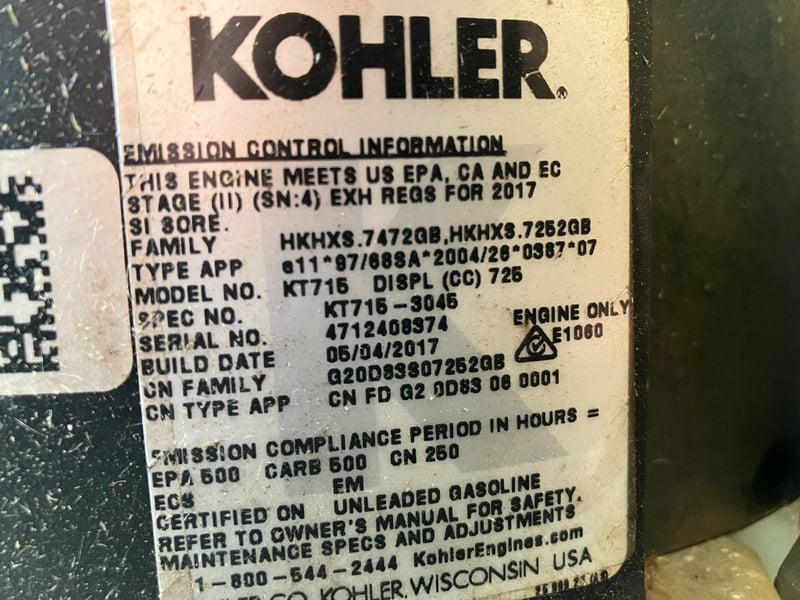 KOHLER.
EMISSION CONTROL INFORMATION
THIS ENGINE MEETS US EPA, CA AND EC
STAGE (II) (SN:4) EXH REGS FOR 2017
SI SORE.
FAMILY HKHXS.7472GB,HKHXS.7252GB
TYPE APP e11*97/68SA*2004/26*0387*07
MODEL NO. KT715 DISPL (CC) 725
SPEC NO. KT715-3045
SERIAL NO. 4712408374
BUILD DATE 05/04/2017
CN FAMILY G20D83S07252GB
CN TYPE APP CN FD G2 0D83 06 0001
ENGINE ONLY
E1060
EMISSION COMPLIANCE PERIOD IN HOURS =
EPA 500 CARB 500 CN 250
ECS EM
CERTIFIED ON UNLEADED GASOLINE
REFER TO OWNER'S MANUAL FOR SAFETY,
MAINTENANCE SPECS AND ADJUSTMENTS
1-800-544-2444 KohlerEngines.com
CO. KOHLER, WISCONSIN USA